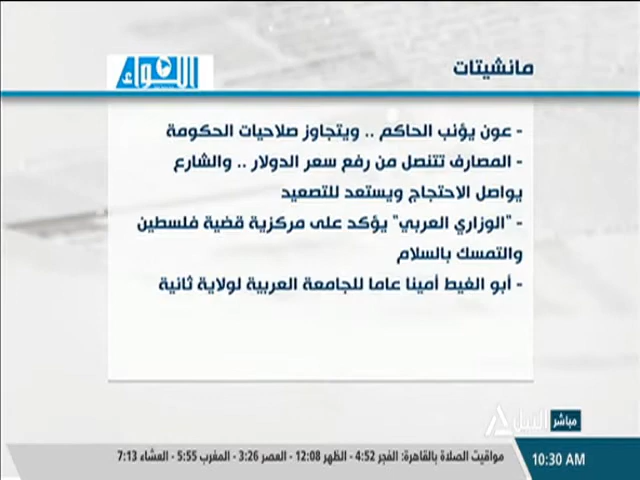 مانشيتات
اللواء
- عون يؤنب الحاكم .. ويتجاوز صلاحيات الحكومة
- المصارف تتنصل من رفع سعر الدولار .. والشارع
يواصل الاحتجاج ويستعد للتصعيد
- "الوزاري العربي" يؤكد على مركزية قضية فلسطين
والتمسك بالسلام
- أبو الغيط أمينا عاما للجامعة العربية لولاية ثانية
النيل مباشر
مواقيت الصلاة بالقاهرة: الفجر 4:52 - الظهر 12:08 - العصر 3:26 - المغرب 5:55 - العشاء 7:13
10:30 AM